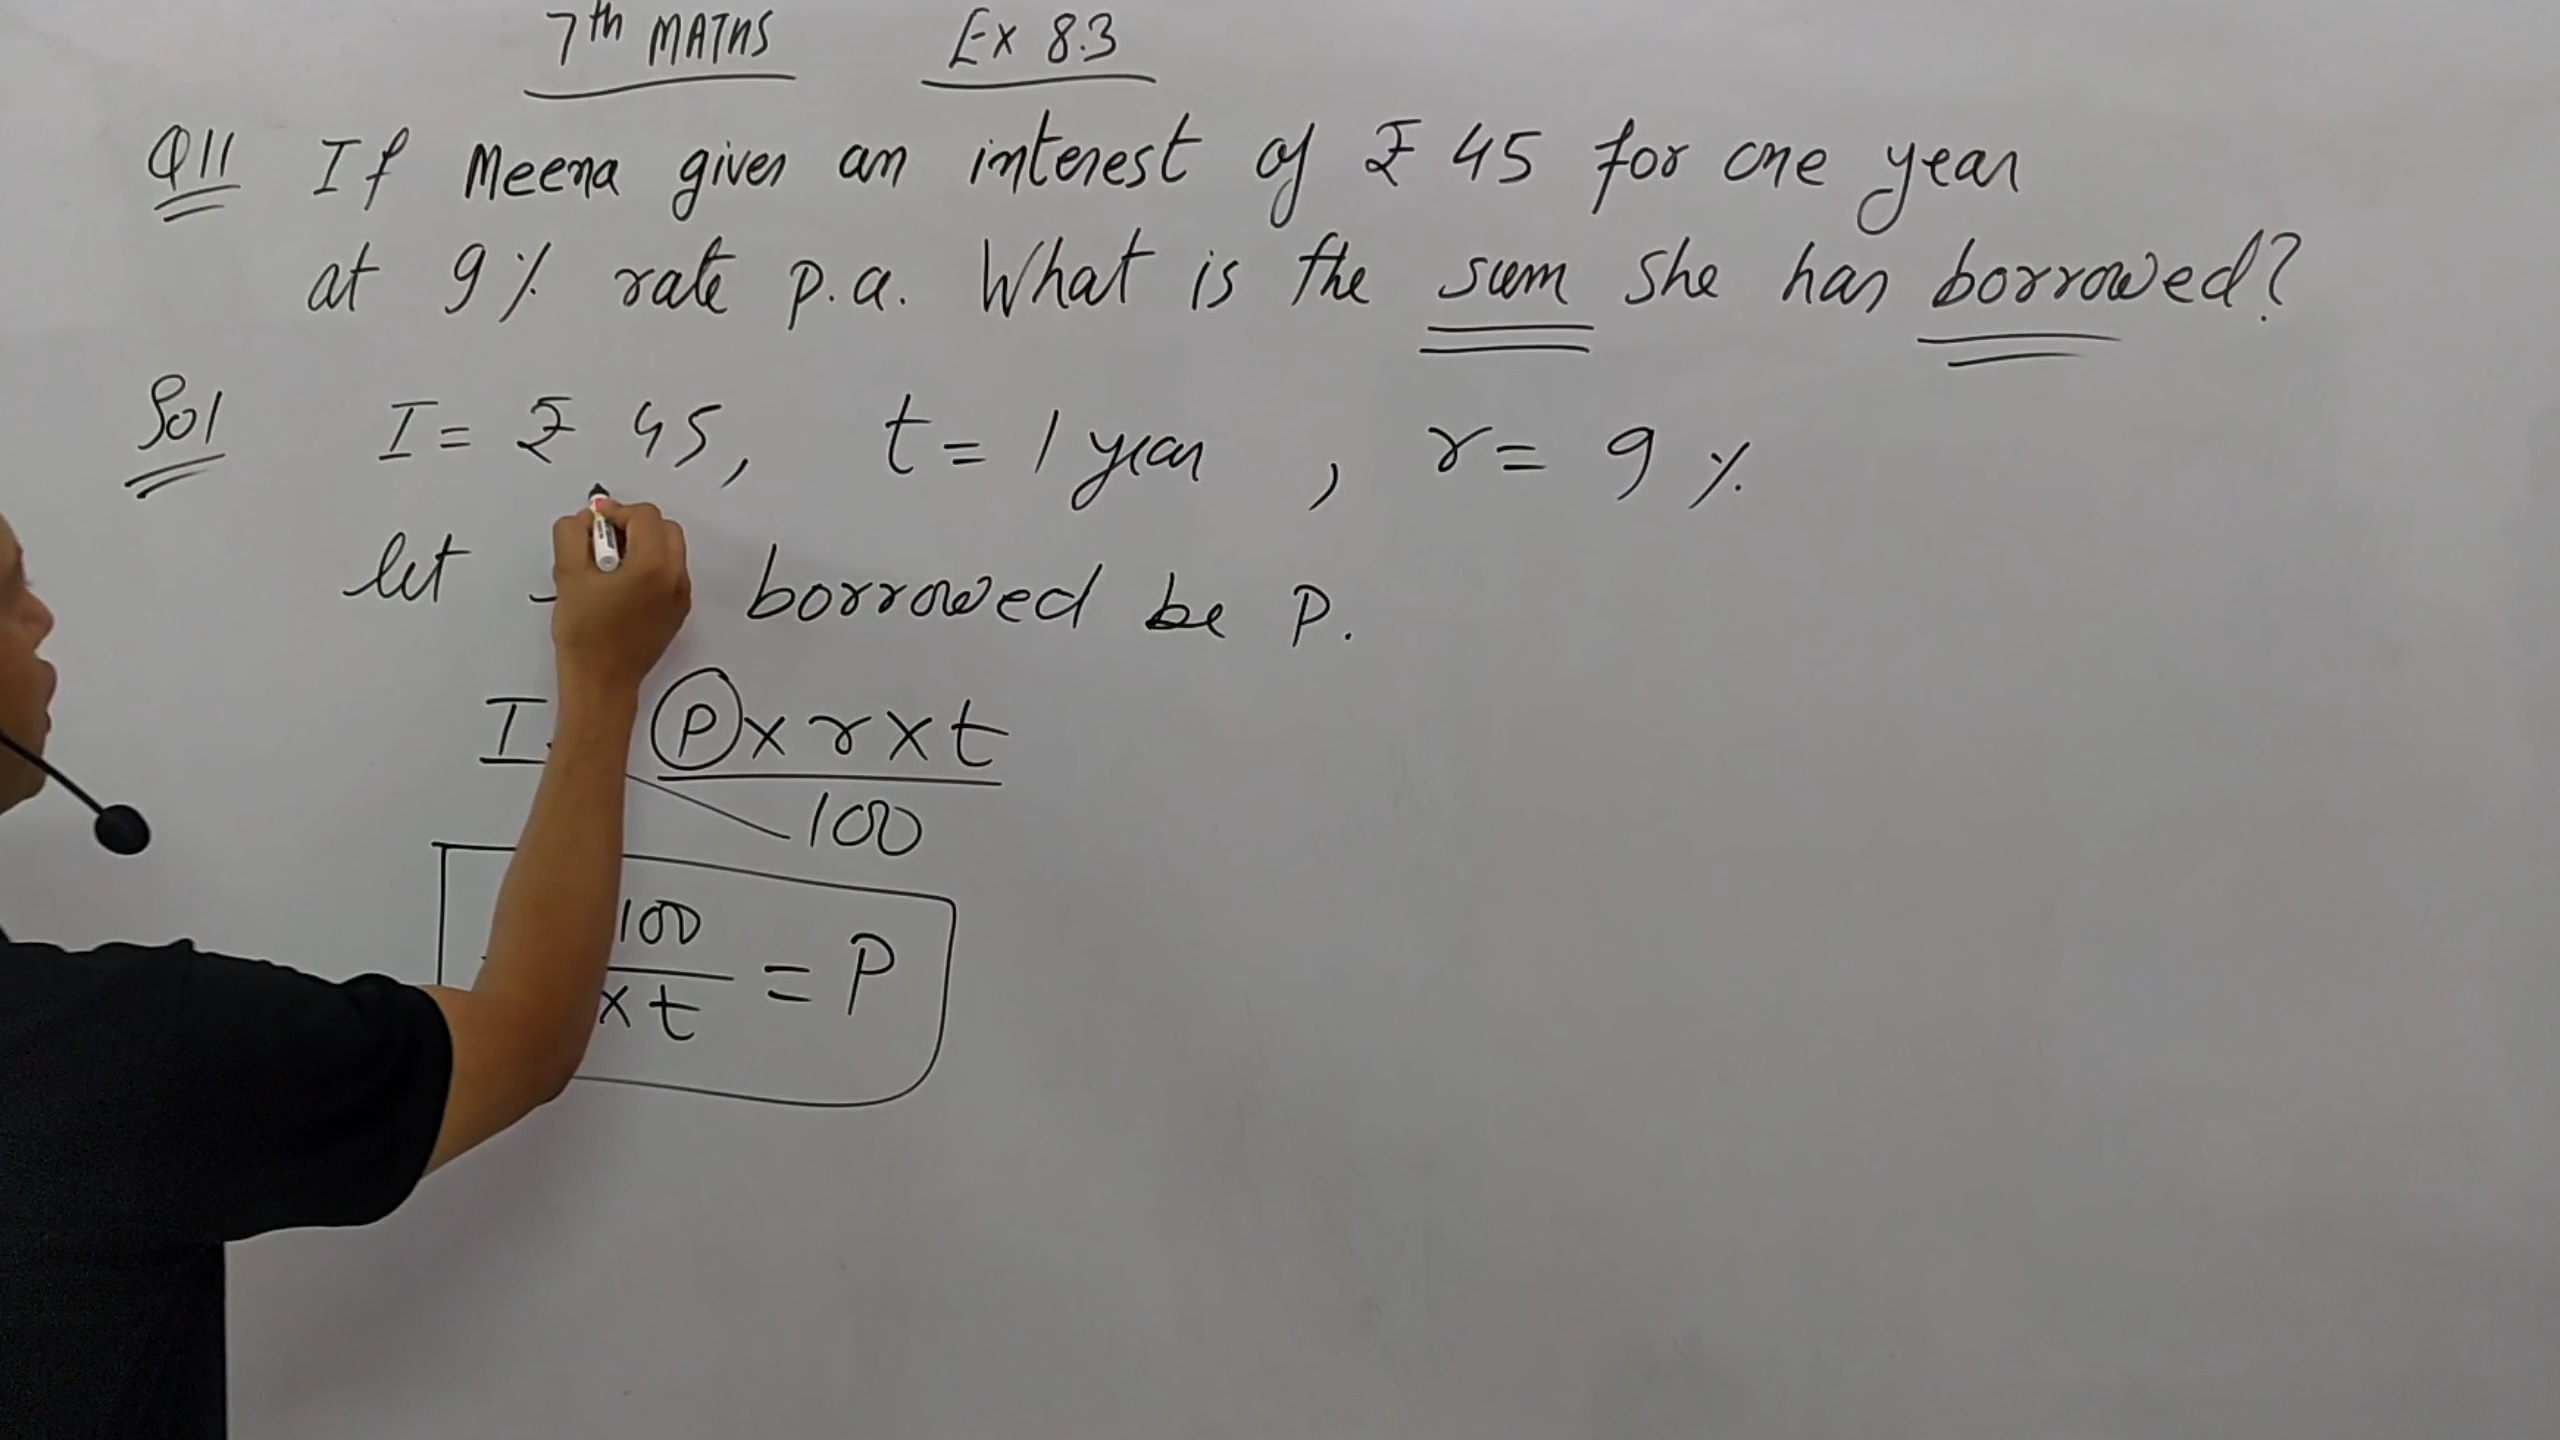 7th MATHS Ex 8.3
Q11 If Meena gives an interest of ₹ 45 for one year
at 9% rate p.a. What is the sum she has borrowed?
Sol I = ₹ 45, t = 1 year, r = 9 %
let borrowed be P.
I P x r x t
100
100
x t = P